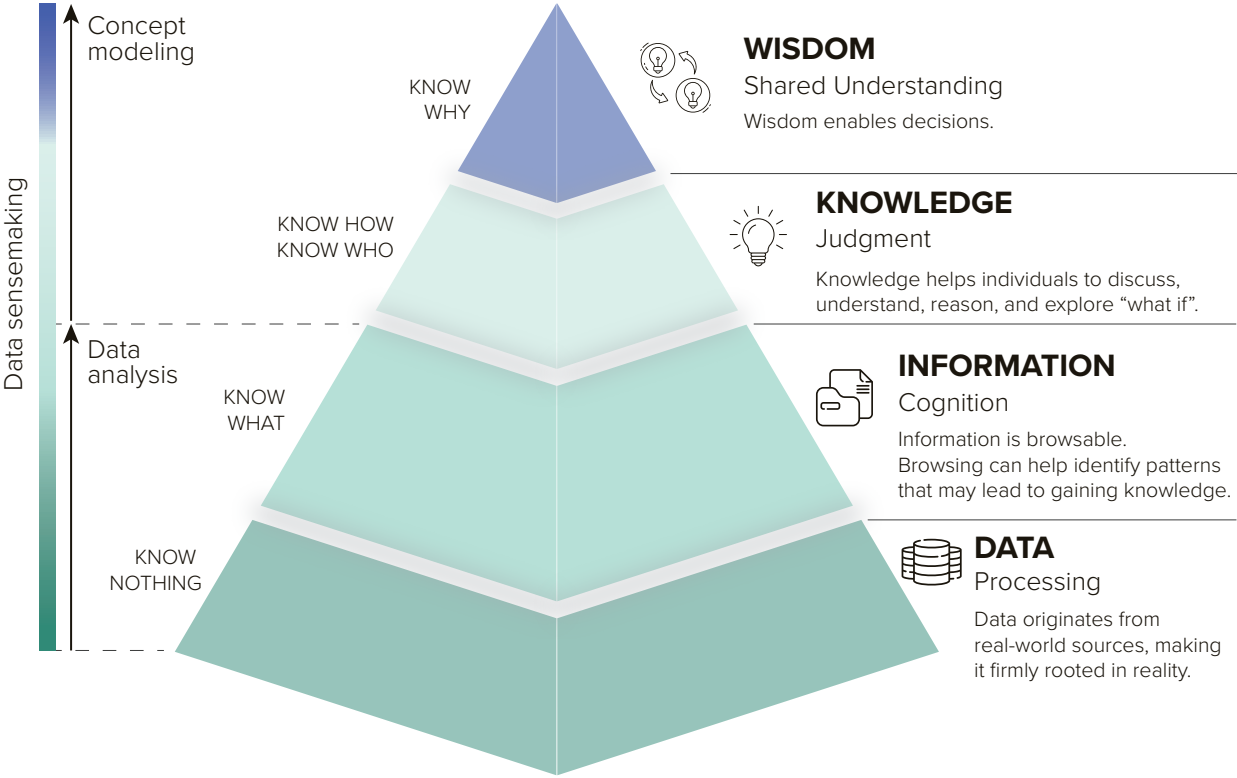 Data sensemaking
Concept
modeling
KNOW
WHY
WISDOM
Shared Understanding
Wisdom enables decisions.
KNOW HOW
KNOW WHO
KNOWLEDGE
Judgment
Knowledge helps individuals to discuss,
understand, reason, and explore “what if”.
Data
analysis
KNOW
WHAT
INFORMATION
Cognition
Information is browsable.
Browsing can help identify patterns
that may lead to gaining knowledge.
KNOW
NOTHING
DATA
Processing
Data originates from
real-world sources, making
it firmly rooted in reality.